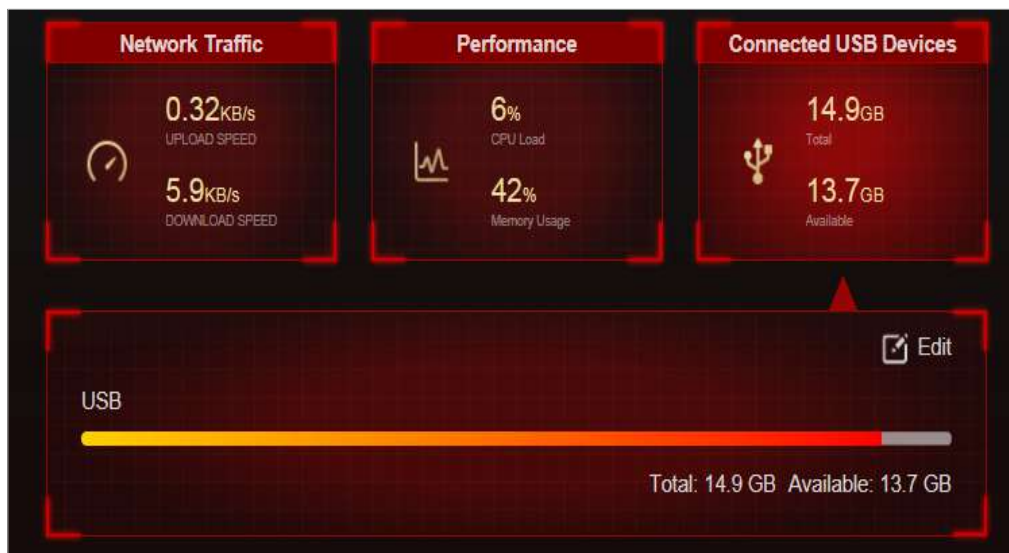 Network Traffic
0.32KB/s
UPLOAD SPEED
5.9KB/s
DOWNLOAD SPEED
Performance
6%
CPU Load
42%
Memory Usage
Connected USB Devices
14.9GB
Total
13.7GB
Available
Edit
USB
Total: 14.9 GB Available: 13.7 GB